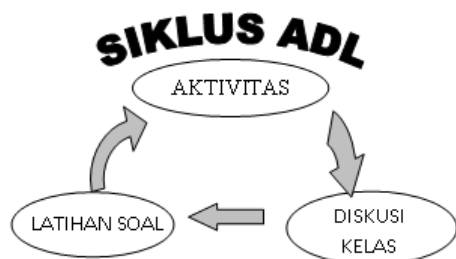 SIKLUS ADL
AKTIVITAS
LATIHAN SOAL
DISKUSI
KELAS